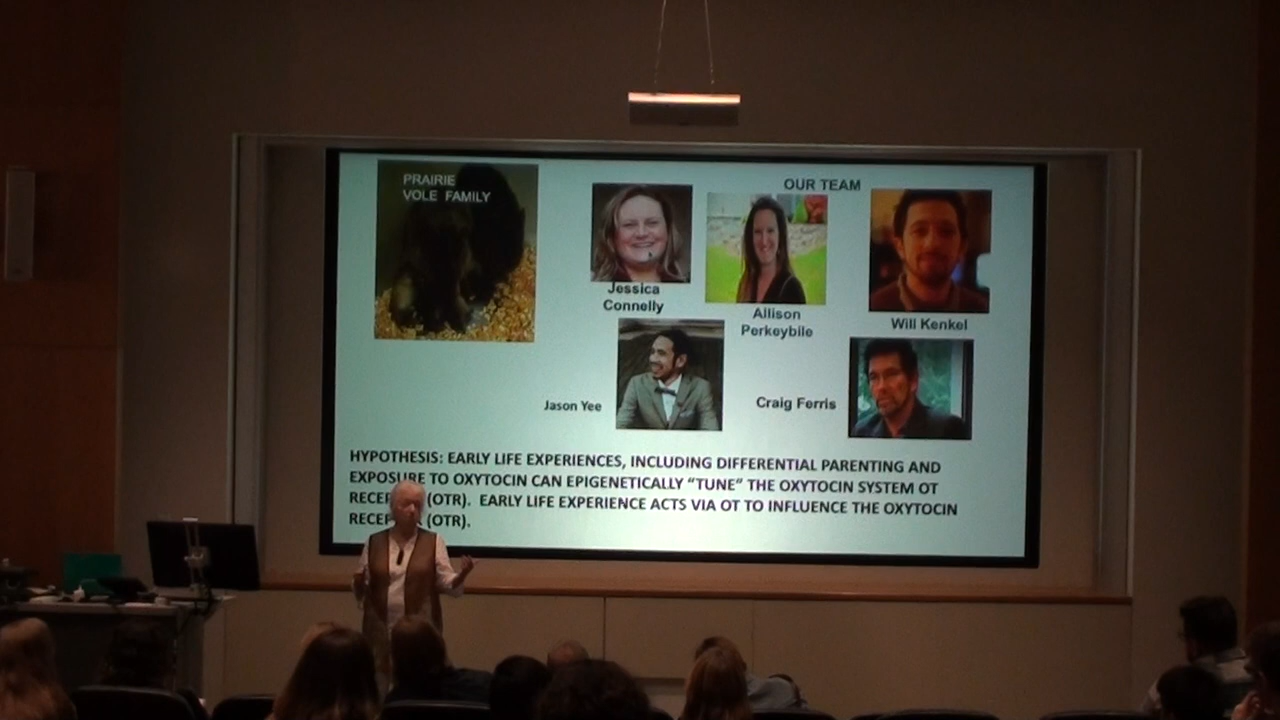 PRAIRIE
VOLE FAMILY
OUR TEAM
Jessica
Connelly
Allison
Perkeybile
Will Kenkel
Jason Yee
Craig Ferris
HYPOTHESIS: EARLY LIFE EXPERIENCES, INCLUDING DIFFERENTIAL PARENTING AND
EXPOSURE TO OXYTOCIN CAN EPIGENETICALLY “TUNE” THE OXYTOCIN SYSTEM OT
(OTR). EARLY LIFE EXPERIENCE ACTS VIA OT TO INFLUENCE THE OXYTOCIN
(OTR).